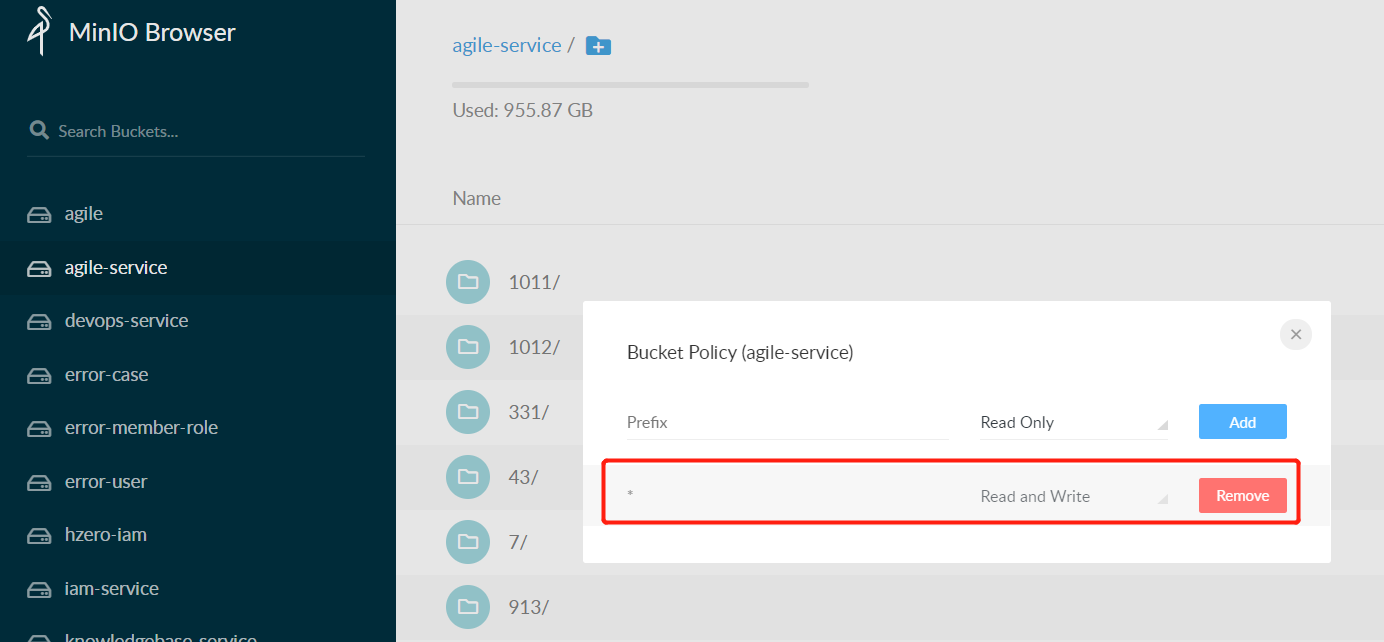 MinIO Browser
Search Buckets...
agile
agile-service
devops-service
error-case
error-member-role
error-user
hzero-iam
iam-service
knowledgebase-service
agile-service /
Used: 955.87 GB
Name
1011/
1012/
331/
43/
7/
913/
Bucket Policy (agile-service)
Prefix Read Only Add
* Read and Write Remove